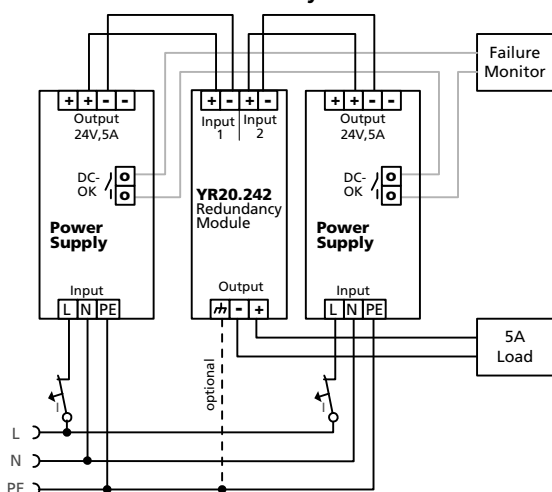 Failure
Monitor
+ + - -
Output
24V,5A
+ - + -
Input
1
Input
2
+ + - -
Output
24V,5A
DC-
OK
DC-
OK
YR20.242
Redundancy
Module
Power
Supply
Power
Supply
Input
L N PE
Output
- +
Input
L N PE
5A
Load
optional
I
I
L
N
PE